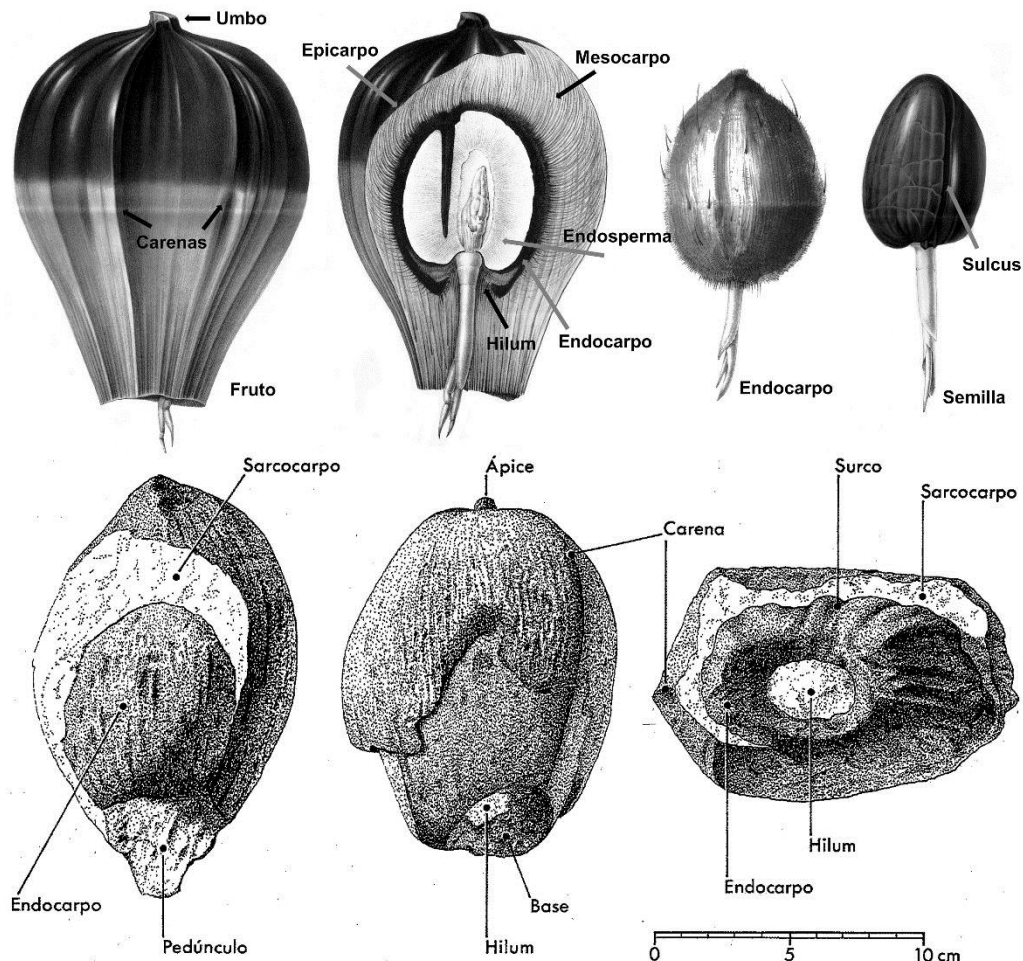 Umbo
Epicarpo
Mesocarpo
Carenas
Endosperma
Sulcus
Hilum
Endocarpo
Fruto
Endocarpo
Semilla
Sarcocarpo
Ápice
Surco
Sarcocarpo
Carena
Hilum
Endocarpo
Endocarpo
Base
Pedúnculo
Hilum
0 5 10 cm